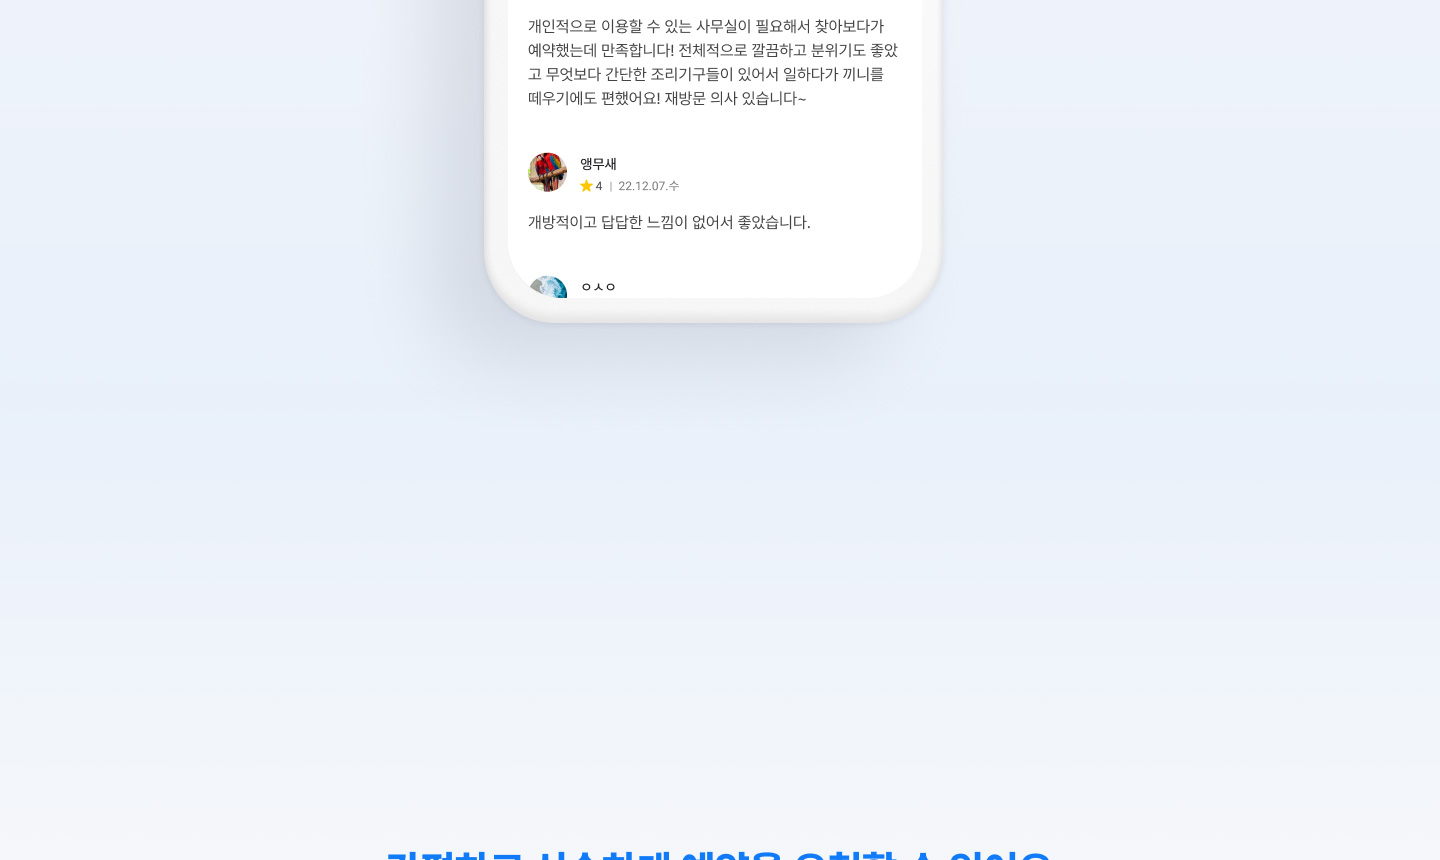 개인적으로 이용할 수 있는 사무실이 필요해서 찾아보다가
예약했는데 만족합니다! 전체적으로 깔끔하고 분위기도 좋았
고 무엇보다 간단한 조리기구들이 있어서 일하다가 끼니를
떼우기에도 편했어요! 재방문 의사 있습니다~
앵무새
4 | 22.12.07.수
개방적이고 답답한 느낌이 없어서 좋았습니다.
ㅇㅅㅇ